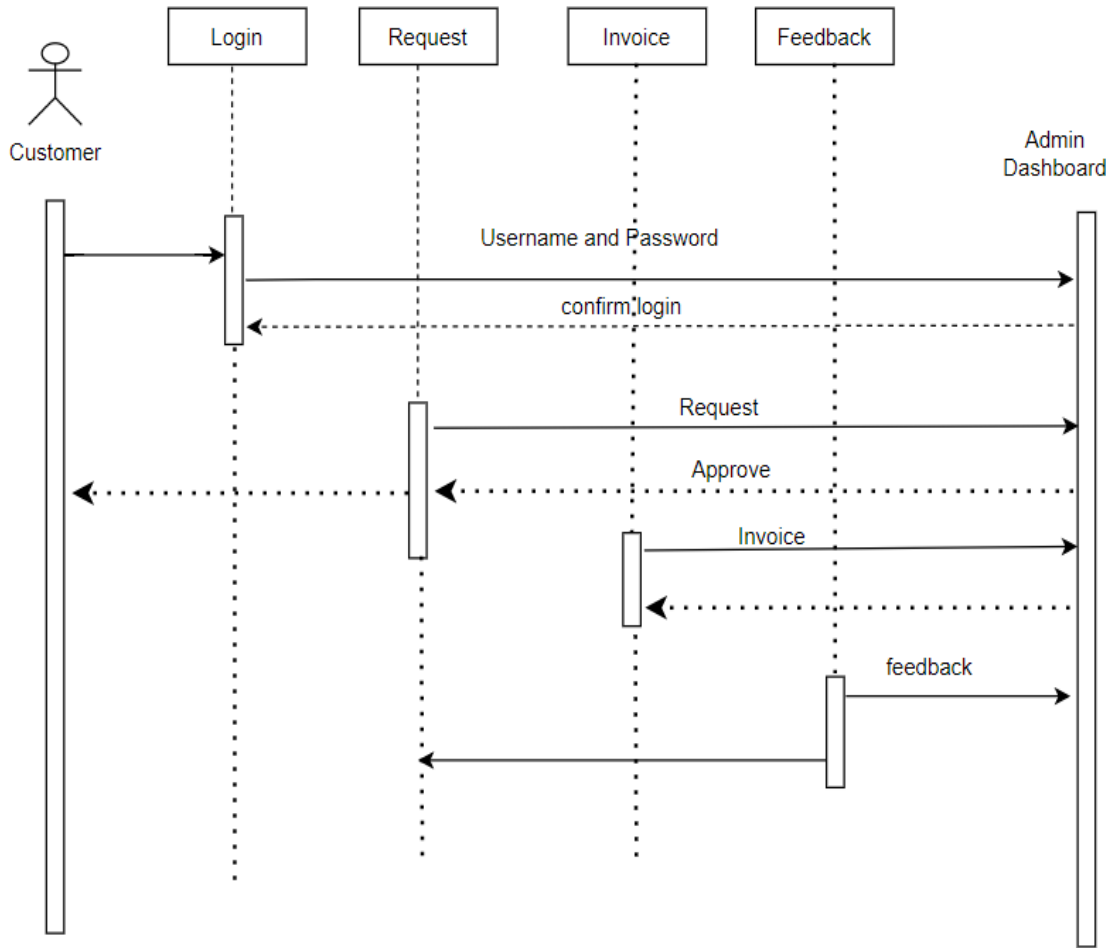 Login
Request
Invoice
Feedback
Customer
Admin
Dashboard
Username and Password
confirm login
Request
Approve
Invoice
feedback